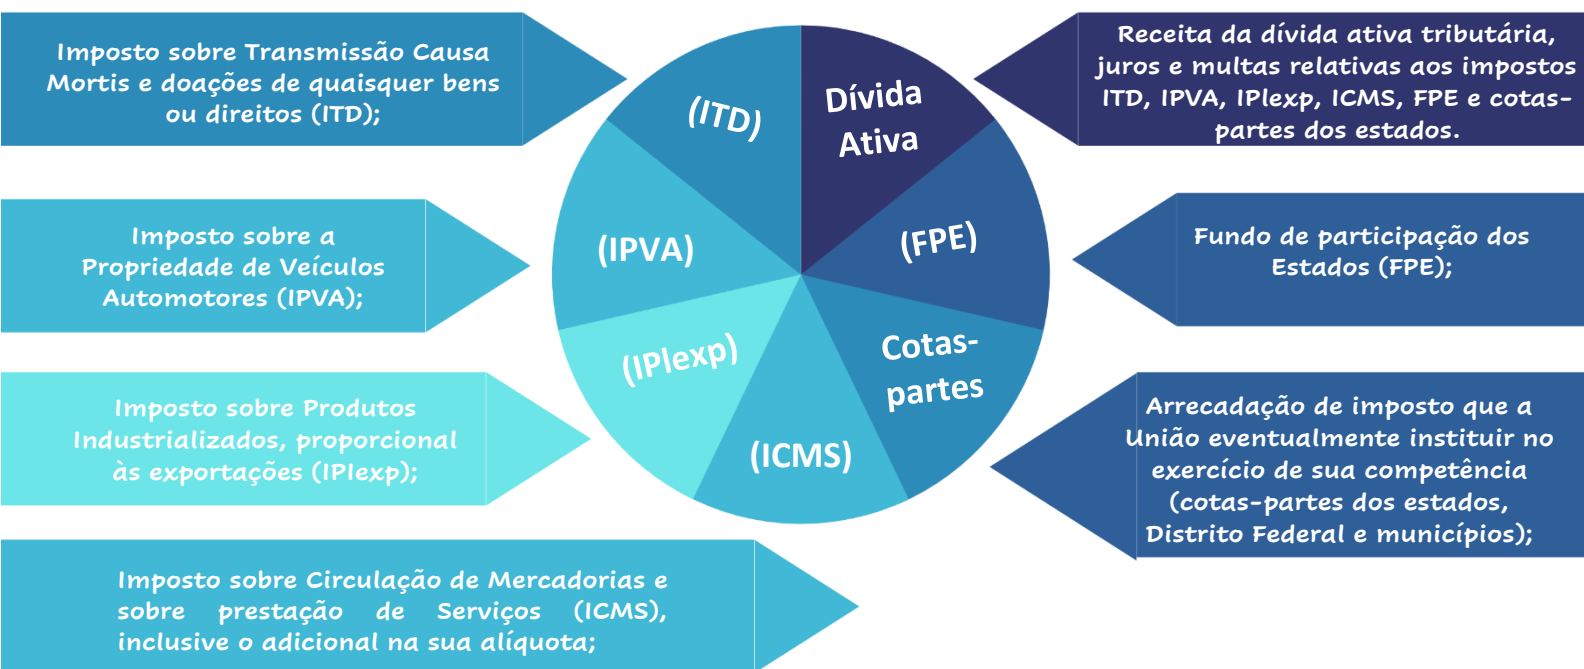 Imposto sobre Transmissão Causa
Mortis e doações de quaisquer bens
ou direitos (ITD);
Imposto sobre a
Propriedade de Veículos
Automotores (IPVA);
Imposto sobre Produtos
Industrializados, proporcional
às exportações (IPIexp);
Imposto sobre Circulação de Mercadorias e
sobre prestação de Serviços (ICMS),
inclusive o adicional na sua alíquota;
(ITD)
Dívida
Ativa
(IPVA)
(FPE)
(IPlexp)
Cotas-
partes
(ICMS)
Receita da dívida ativa tributária,
juros e multas relativas aos impostos
ITD, IPVA, IPlexp, ICMS, FPE e cotas-
partes dos estados.
Fundo de participação dos
Estados (FPE);
Arrecadação de imposto que a
União eventualmente instituir no
exercício de sua competência
(cotas-partes dos estados,
Distrito Federal e municípios);